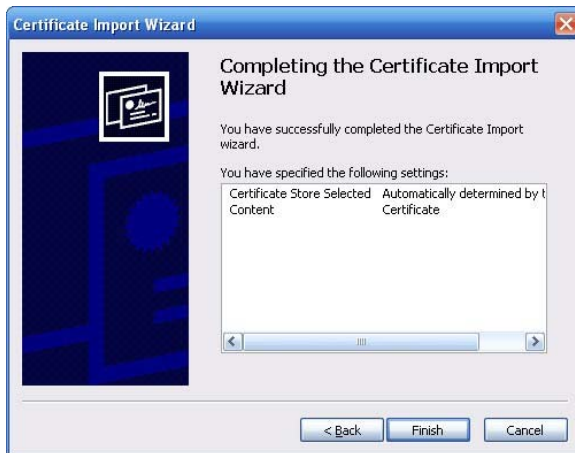 Certificate Import Wizard
Completing the Certificate Import
Wizard
You have successfully completed the Certificate Import
wizard.
You have specified the following settings:
Certificate Store Selected Automatically determined by t
Content Certificate
< Back Finish Cancel